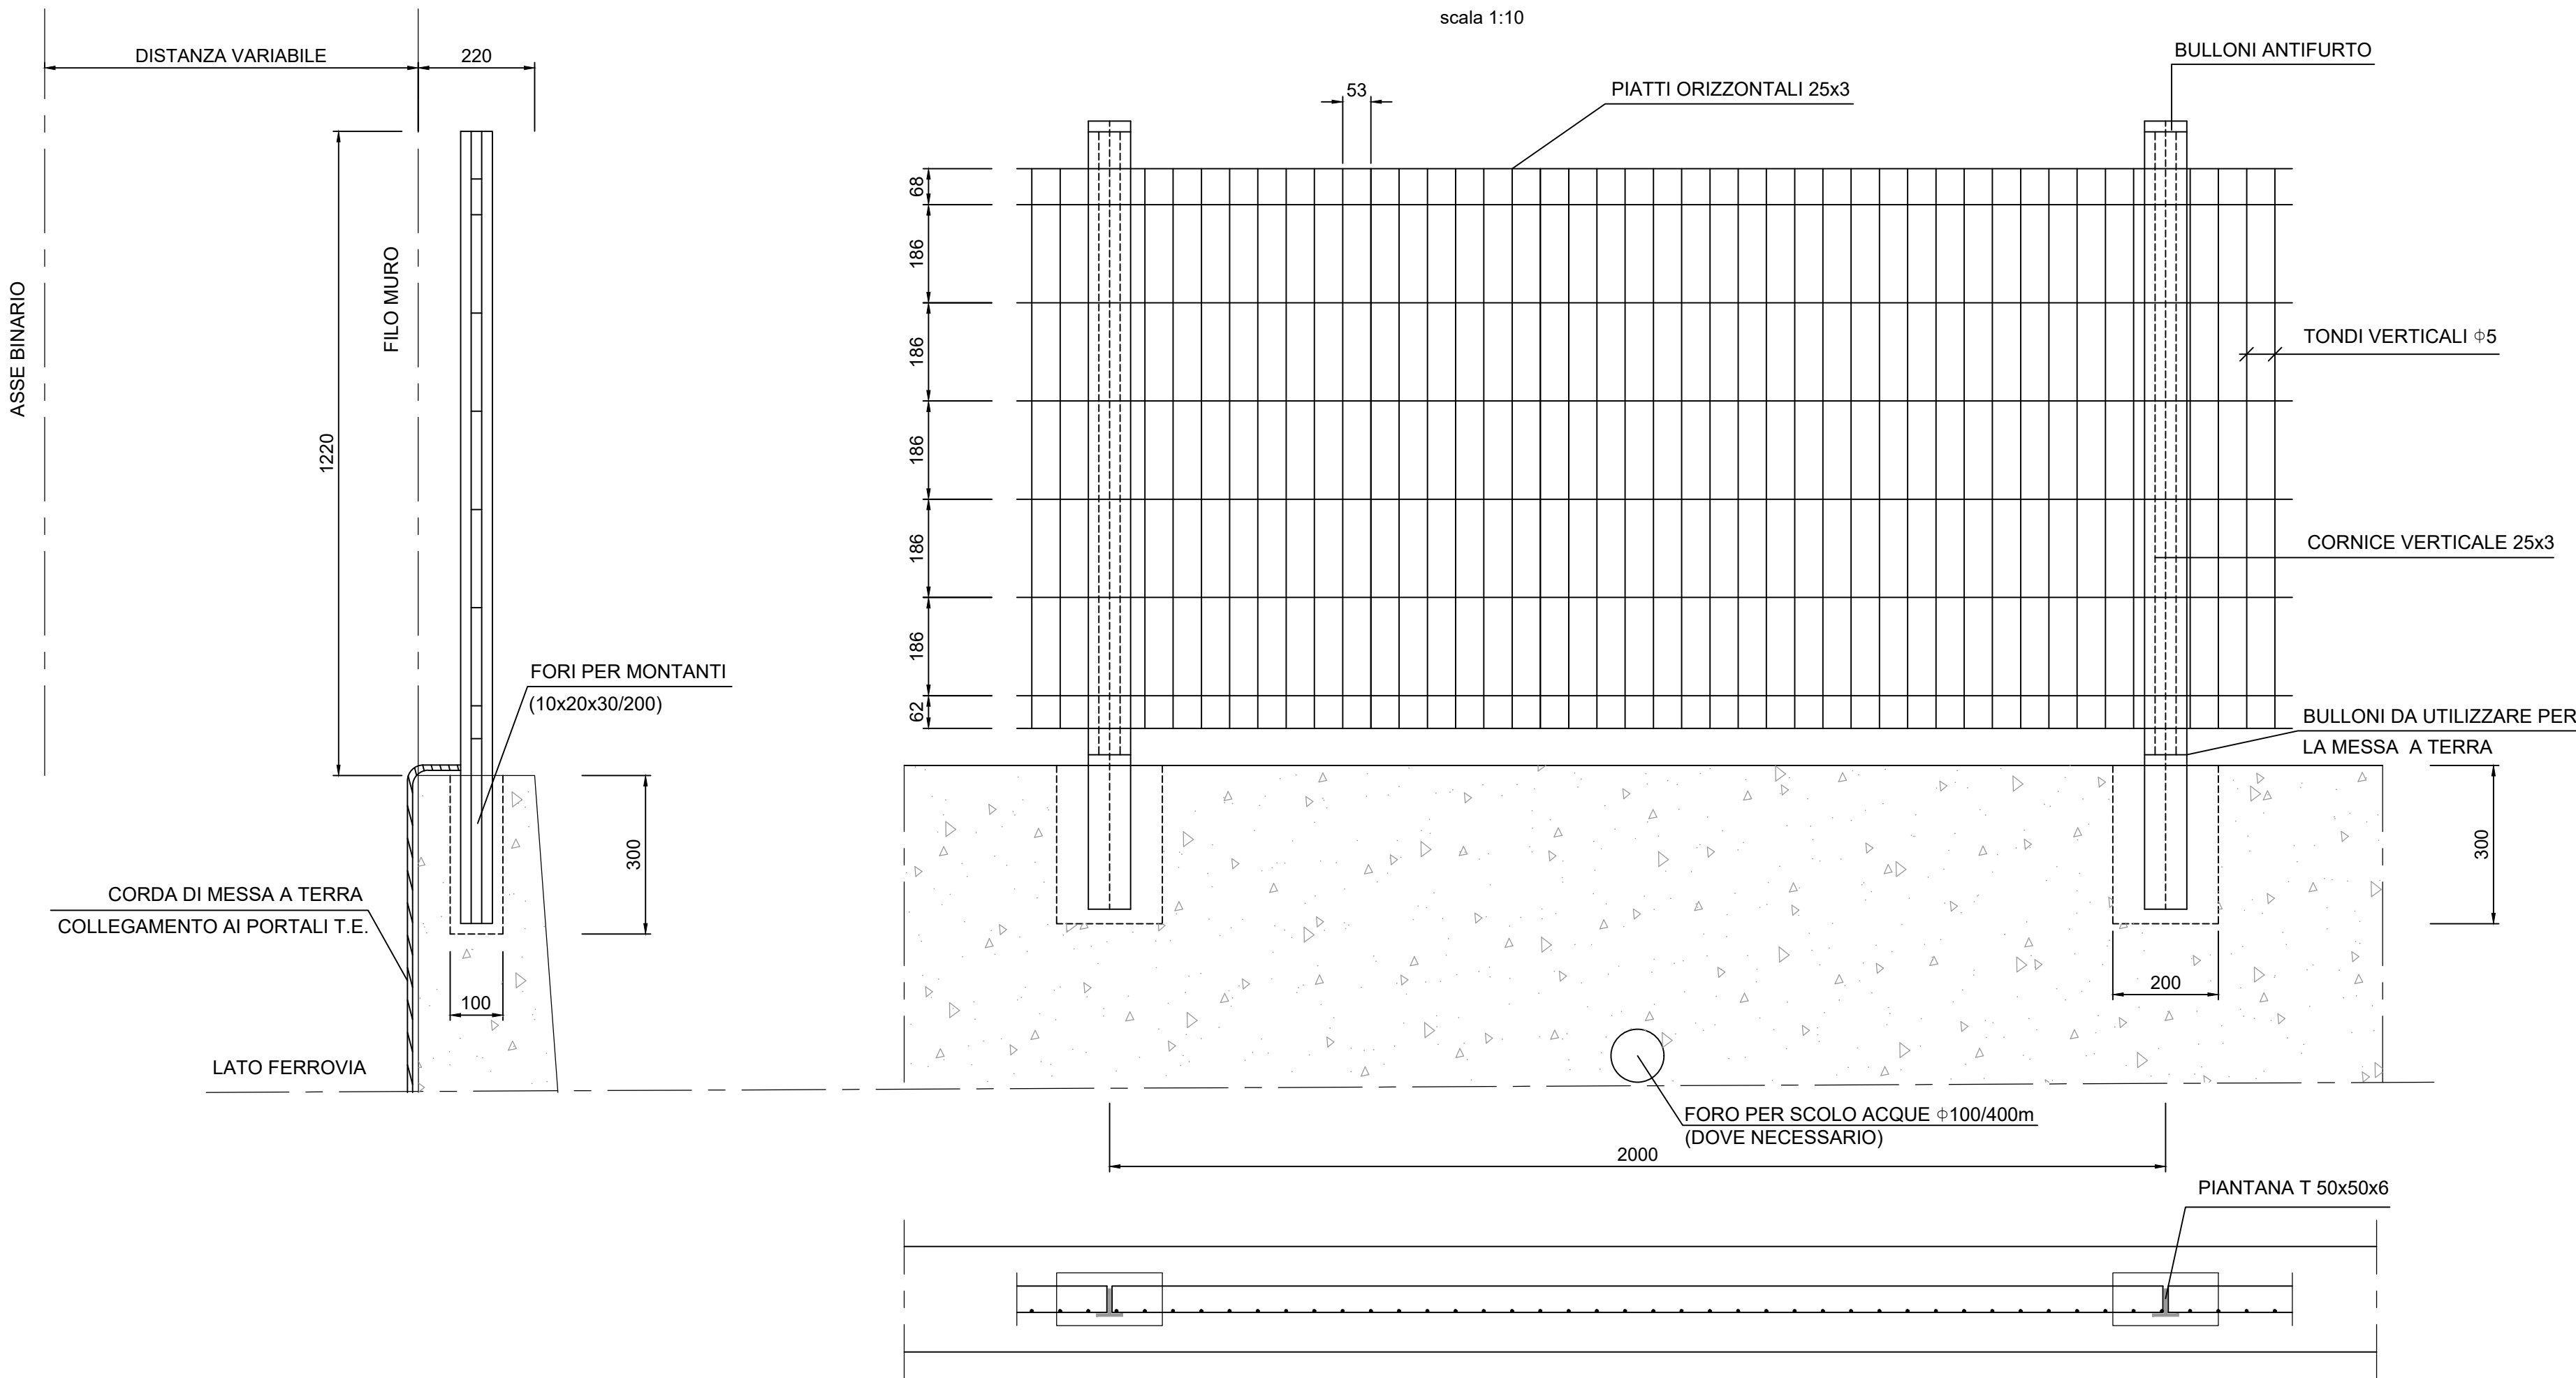 scala 1:10
DISTANZA VARIABILE
220
BULLONI ANTIFURTO
53
PIATTI ORIZZONTALI 25x3
68
186
186
186
186
186
62
ASSE BINARIO
FILO MURO
1220
TONDI VERTICALI ϕ5
CORNICE VERTICALE 25x3
FORI PER MONTANTI
(10x20x30/200)
BULLONI DA UTILIZZARE PER
LA MESSA A TERRA
300
300
CORDA DI MESSA A TERRA
COLLEGAMENTO AI PORTALI T.E.
100
200
LATO FERROVIA
FORO PER SCOLO ACQUE ϕ100/400m
(DOVE NECESSARIO)
2000
PIANTANA T 50x50x6